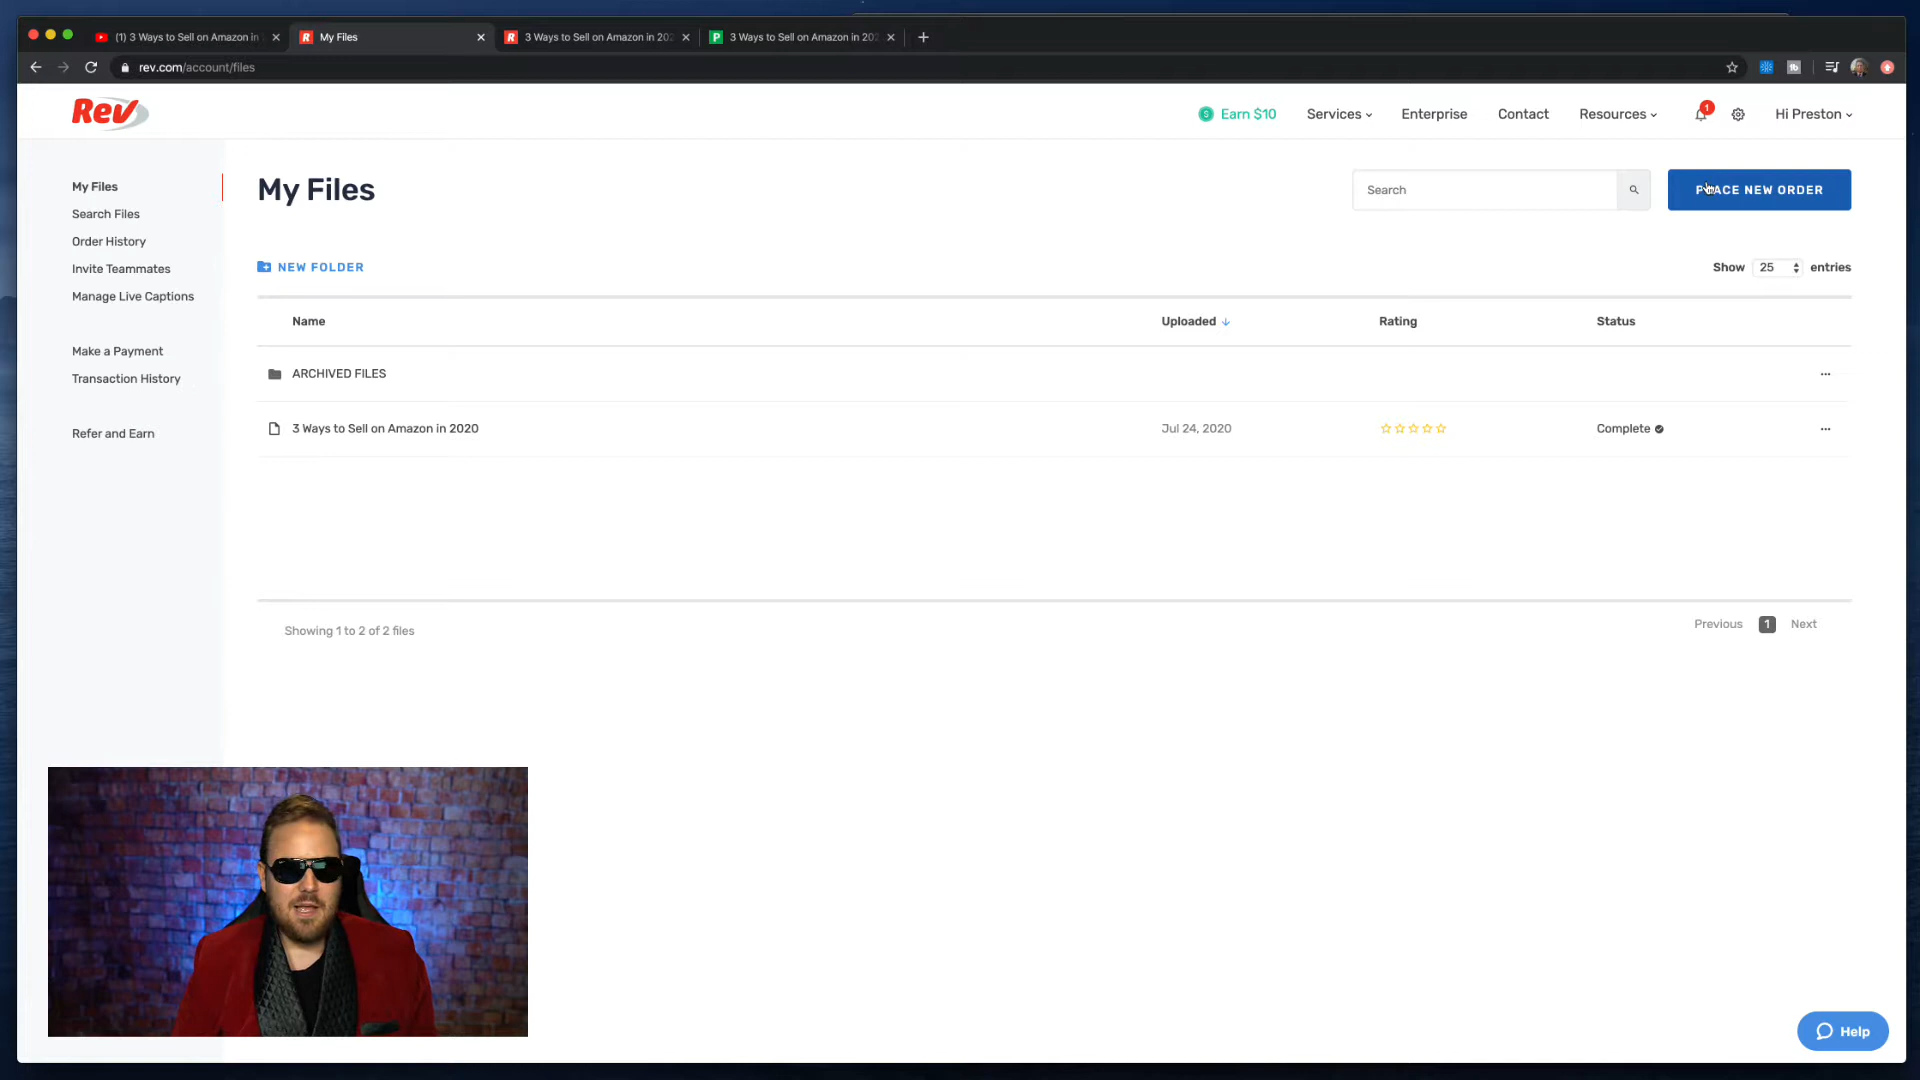 (1) 3 Ways to Sell on Amazon in
My Files
3 Ways to Sell on Amazon in 202
3 Ways to Sell on Amazon in 202
rev.com/account/files
Rev
Earn $10
Services
Enterprise
Contact
Resources
1
Hi Preston
My Files
Search Files
Order History
Invite Teammates
Manage Live Captions
Make a Payment
Transaction History
Refer and Earn
My Files
Search
PLACE NEW ORDER
NEW FOLDER
Show 25 entries
Name Uploaded Rating Status
ARCHIVED FILES ...
3 Ways to Sell on Amazon in 2020 Jul 24, 2020 Complete ...
Showing 1 to 2 of 2 files
Previous 1 Next
Help